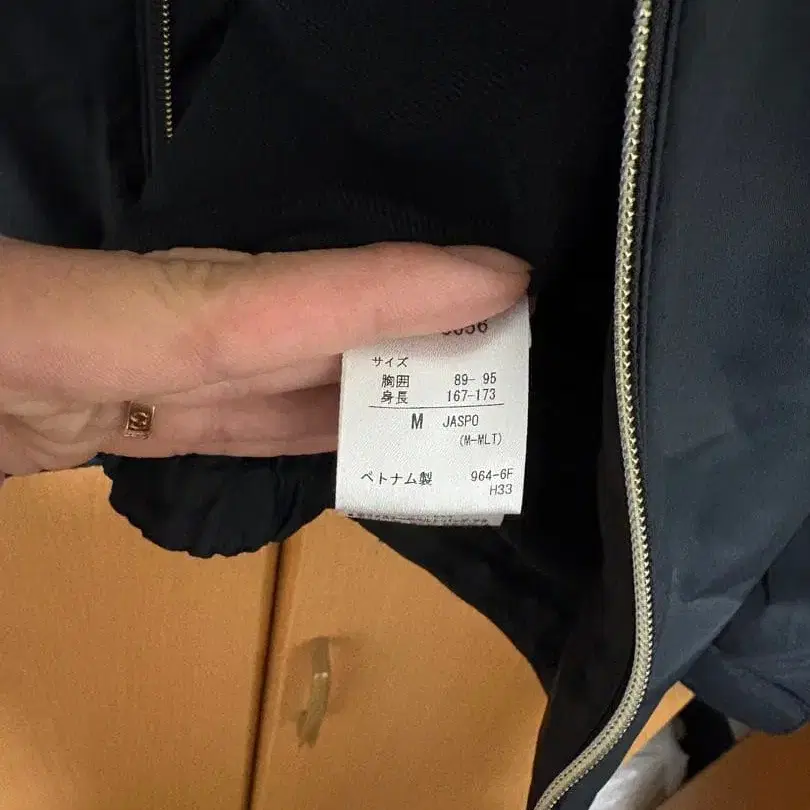 サイズ
胸囲 89- 95
身長 167-173
M JASPO
(M-MLT)
ベトナム製 964-6F
H33